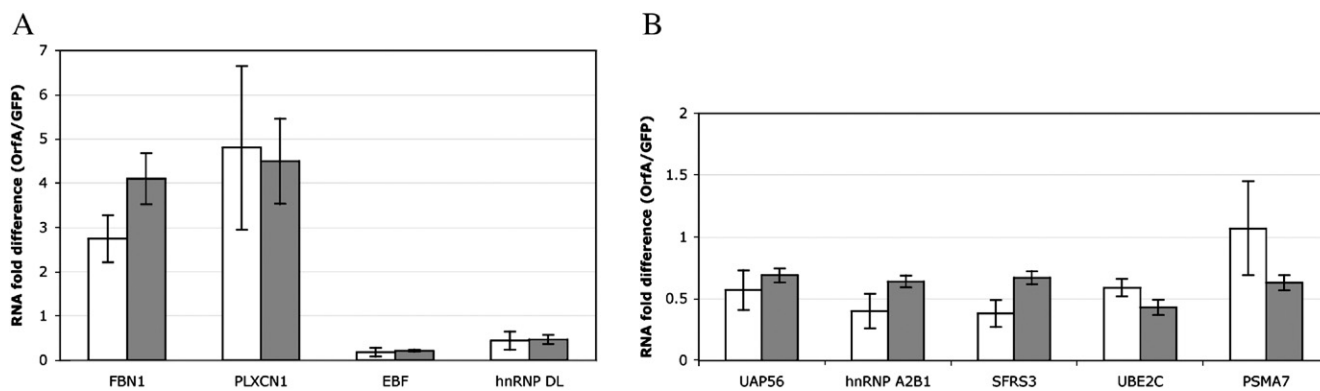 A
RNA fold difference (OrfA/GFP)
7
6
5
4
3
2
1
0
FBN1 PLXCN1 EBF hnRNP DL
B
RNA fold difference (OrfA/GFP)
2
1.5
1
0.5
0
UAP56 hnRNP A2B1 SFRS3 UBE2C PSMA7